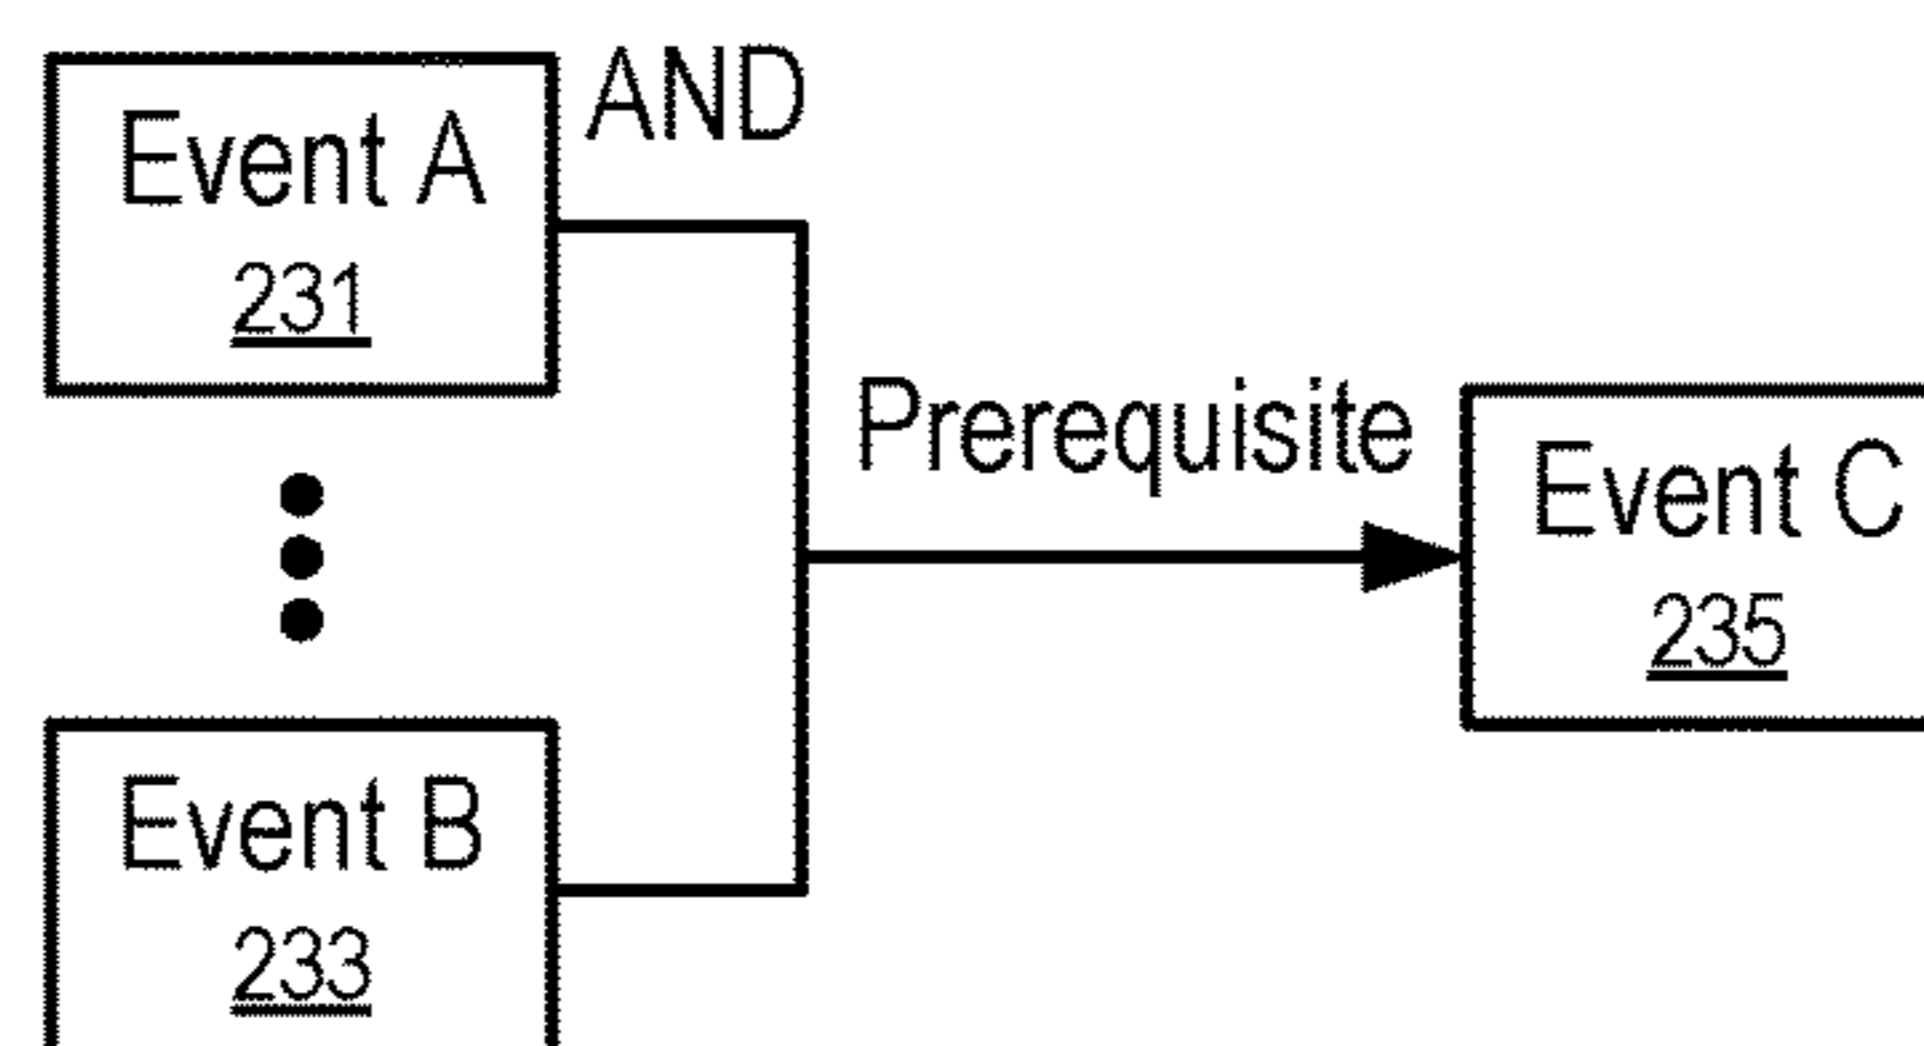 Event A
231
AND
Prerequisite
Event C
235
Event B
233